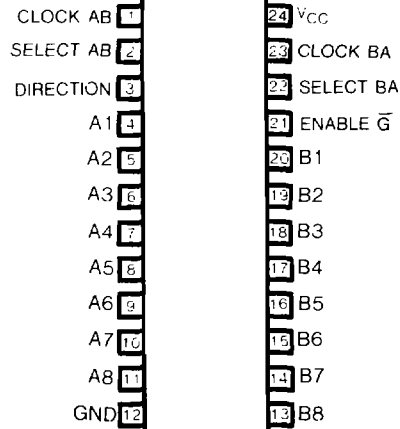 CLOCK AB 1 24 VCC
SELECT AB 2 23 CLOCK BA
DIRECTION 3 22 SELECT BA
A1 4 21 ENABLE G̅
A2 5 20 B1
A3 6 19 B2
A4 7 18 B3
A5 8 17 B4
A6 9 16 B5
A7 10 15 B6
A8 11 14 B7
GND 12 13 B8